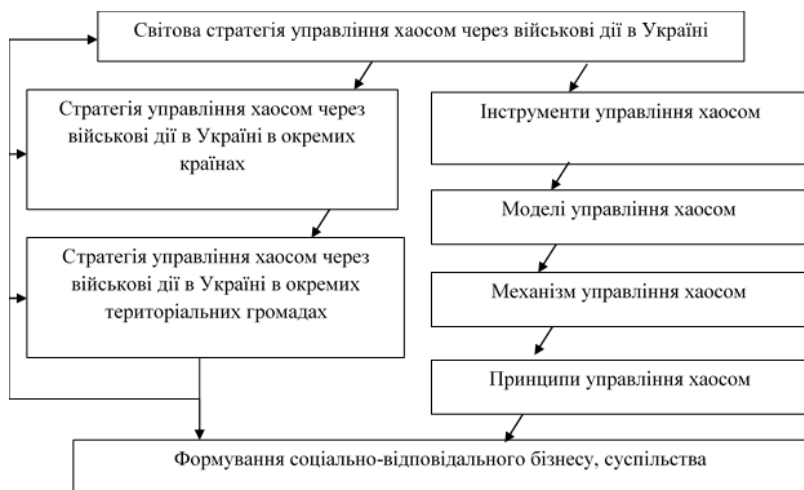 Світова стратегія управління хаосом через військові дії в Україні
Стратегія управління хаосом через
військові дії в Україні в окремих
країнах
Інструменти управління хаосом
Моделі управління хаосом
Стратегія управління хаосом через
військові дії в Україні в окремих
територіальних громадах
Механізм управління хаосом
Принципи управління хаосом
Формування соціально-відповідального бізнесу, суспільства